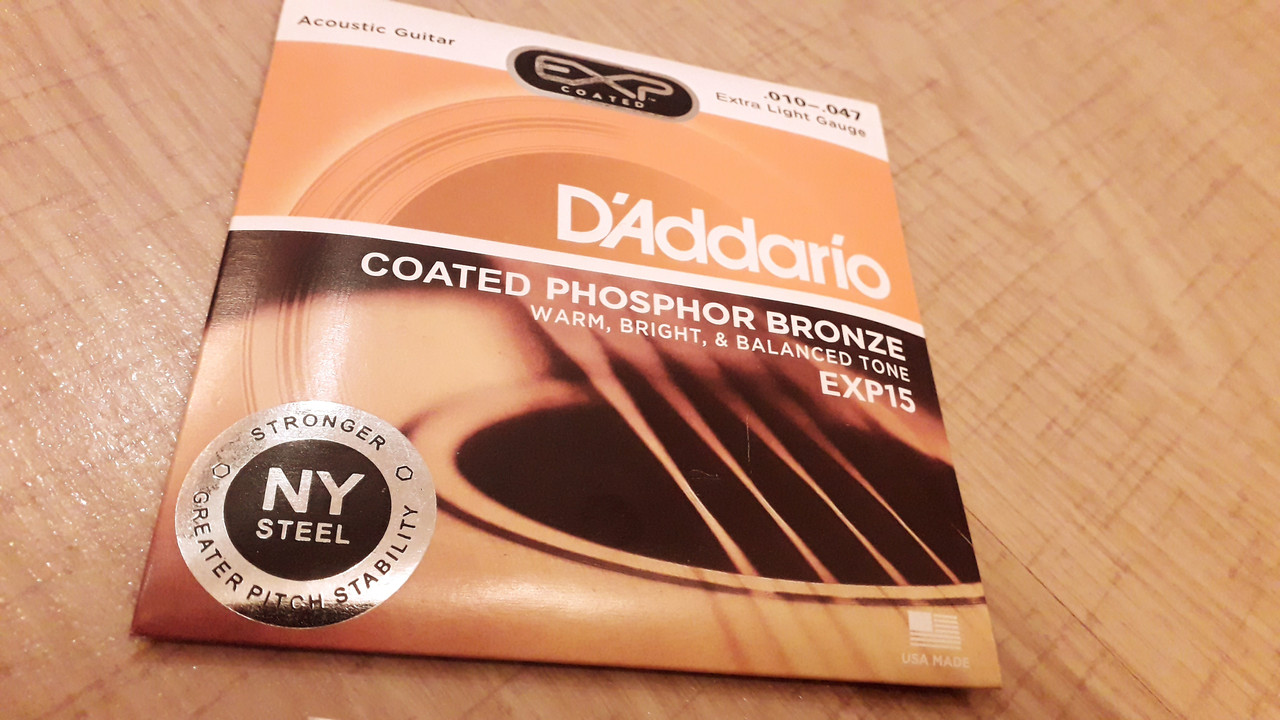 Acoustic Guitar
EXP
COATED™
.010–.047
Extra Light Gauge
D'Addario
COATED PHOSPHOR BRONZE
WARM, BRIGHT, & BALANCED TONE
EXP15
STRONGER
NY
STEEL
GREATER PITCH STABILITY
USA MADE